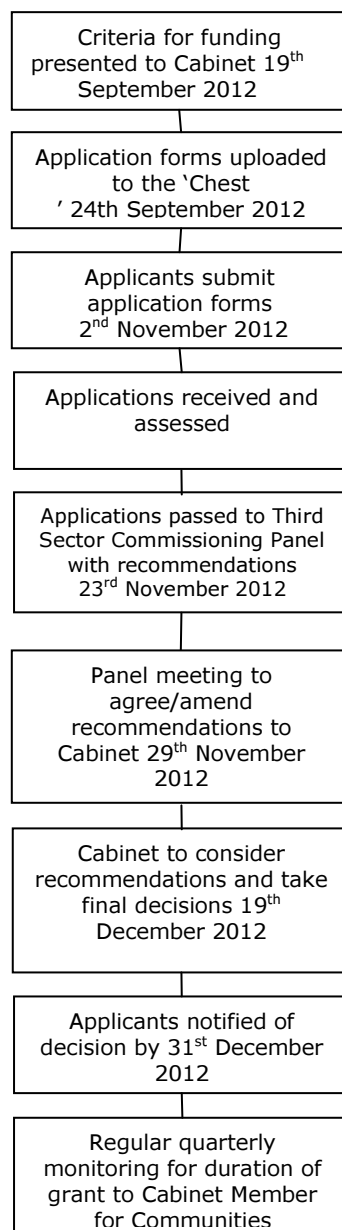 Criteria for funding
presented to Cabinet 19th
September 2012
Application forms uploaded
to the ‘Chest
’ 24th September 2012
Applicants submit
application forms
2nd November 2012
Applications received and
assessed
Applications passed to Third
Sector Commissioning Panel
with recommendations
23rd November 2012
Panel meeting to
agree/amend
recommendations to
Cabinet 29th November
2012
Cabinet to consider
recommendations and take
final decisions 19th
December 2012
Applicants notified of
decision by 31st December
2012
Regular quarterly
monitoring for duration of
grant to Cabinet Member
for Communities